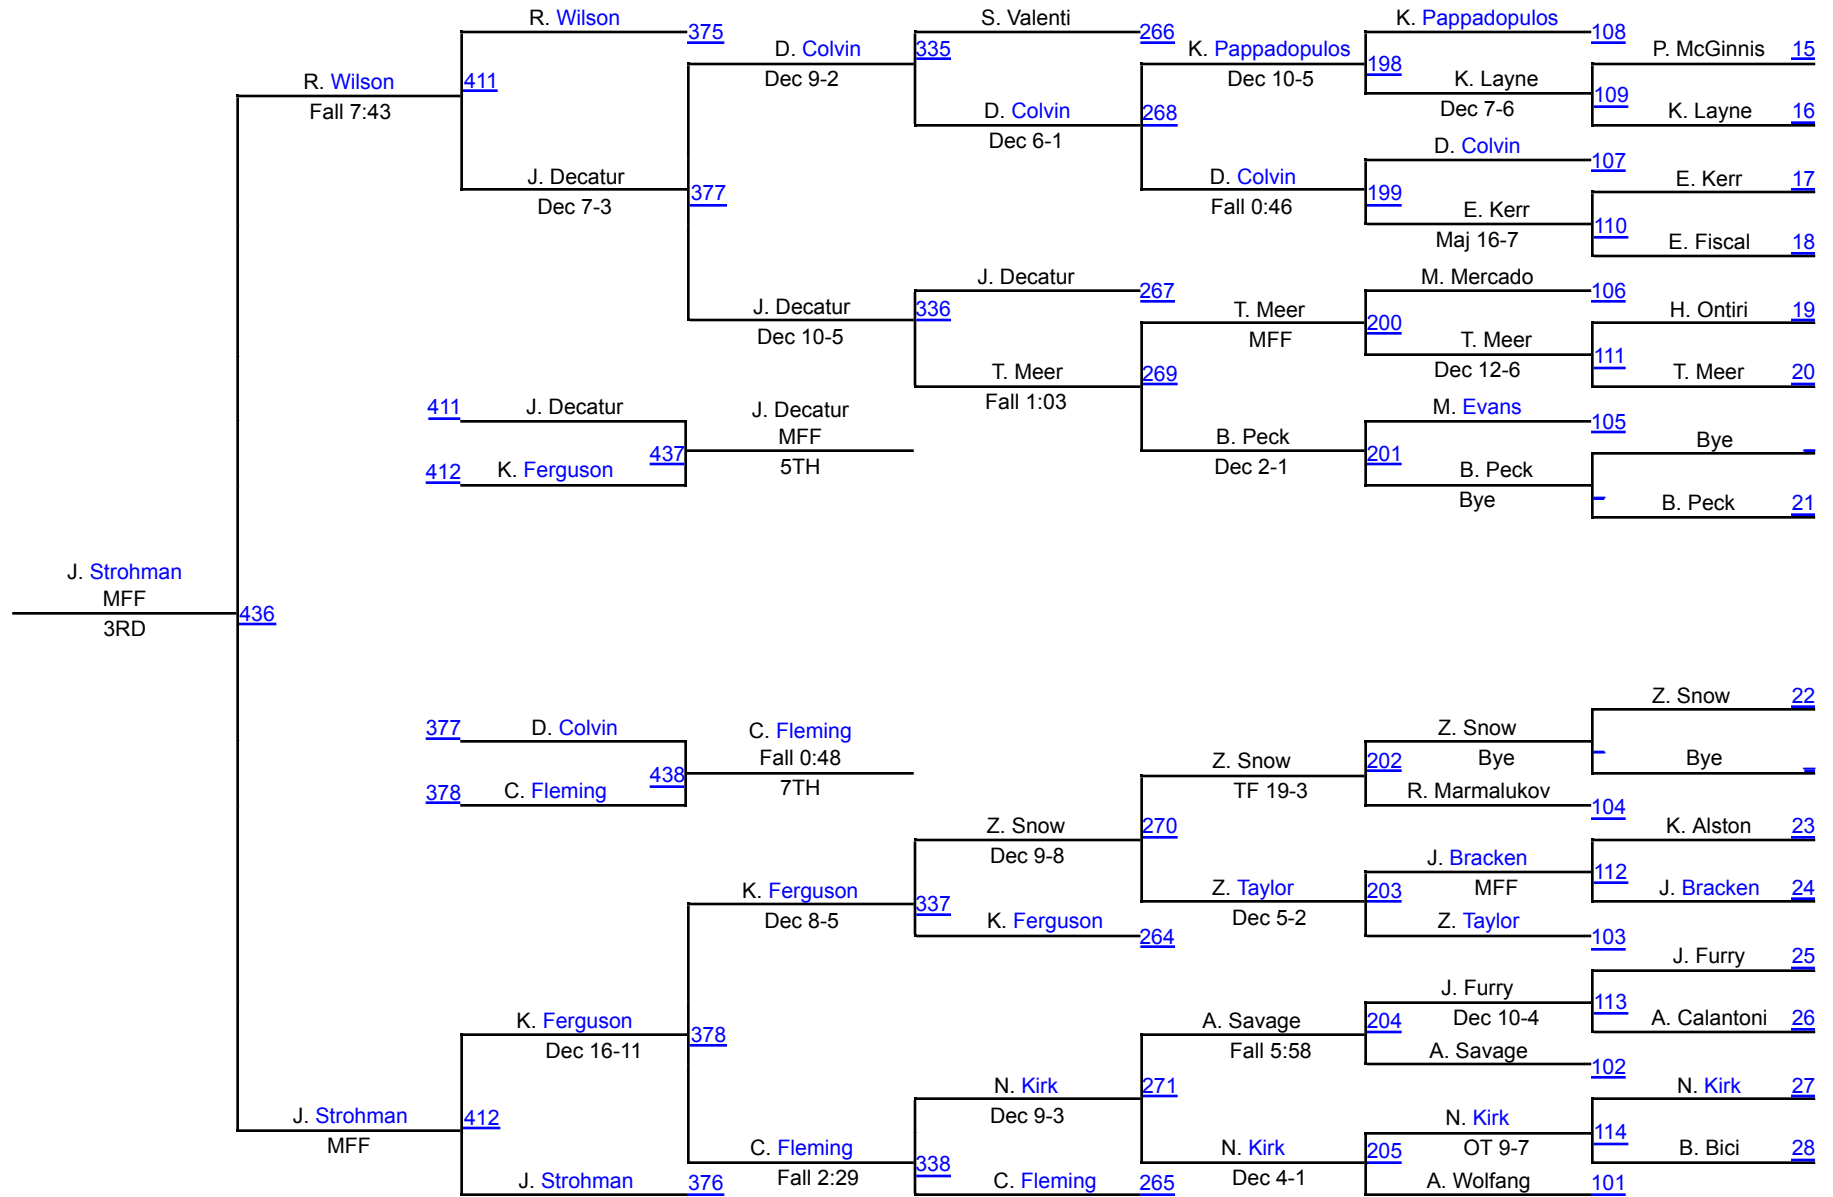 R. Wilson
375
S. Valenti
266
K. Pappadopulos
108
D. Colvin
335
K. Pappadopulos
198
P. McGinnis 15
R. Wilson
411
Dec 9-2
Dec 10-5
K. Layne
109
Fall 7:43
D. Colvin
268
Dec 7-6
K. Layne 16
Dec 6-1
D. Colvin
107
J. Decatur
377
D. Colvin
199
E. Kerr 17
Dec 7-3
Fall 0:46
E. Kerr
110
Maj 16-7
E. Fiscal 18
J. Decatur
267
M. Mercado
106
J. Decatur
336
T. Meer
200
H. Ontiri 19
Dec 10-5
MFF
T. Meer
111
T. Meer
269
Dec 12-6
T. Meer 20
Fall 1:03
411 J. Decatur
J. Decatur
M. Evans
105
437
MFF
B. Peck
201
Bye
412 K. Ferguson
5TH
Dec 2-1
B. Peck
Bye
B. Peck 21
J. Strohman
MFF
436
3RD
Z. Snow 22
377 D. Colvin
C. Fleming
Z. Snow
438
Fall 0:48
Z. Snow
202
Bye
Bye
378 C. Fleming
7TH
TF 19-3
R. Marmalukov
104
Z. Snow
270
K. Alston 23
Dec 9-8
J. Bracken
112
K. Ferguson
337
Z. Taylor
203
MFF
J. Bracken 24
Dec 8-5
K. Ferguson
264
Dec 5-2
Z. Taylor
103
J. Furry 25
J. Furry
113
K. Ferguson
378
A. Savage
204
Dec 10-4
A. Calantoni 26
Dec 16-11
Fall 5:58
A. Savage
102
N. Kirk
271
N. Kirk 27
J. Strohman
412
Dec 9-3
N. Kirk
114
MFF
C. Fleming
338
N. Kirk
205
OT 9-7
B. Bici 28
J. Strohman
376
Fall 2:29
C. Fleming
265
Dec 4-1
A. Wolfang
101